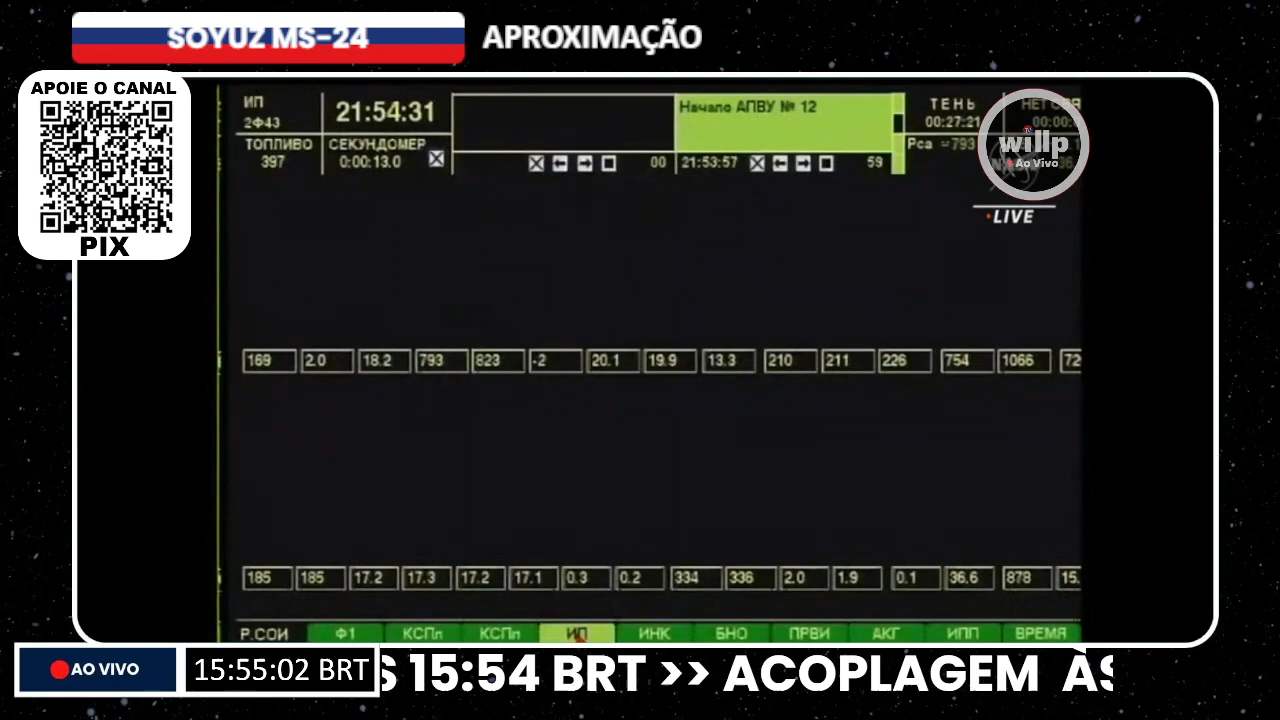 SOYUZ MS-24
APROXIMAÇÃO
APOIE O CANAL
PIX
ИП
2Ф43
21:54:31
Начало АПВУ № 12
ТЕНЬ
00:27:21
НЕТ
ТОПЛИВО
397
СЕКУНДОМЕР
0:00:13.0
00
21:53:57
59
Рса =793
willp
Ao Vivo
LIVE
169 2.0 18.2 793 823 -2 20.1 19.9 13.3 210 211 226 754 1066
185 185 17.2 17.3 17.2 17.1 0.3 0.2 334 336 2.0 1.9 0.1 36.6 878 15.
Р.СОИ Ф1 КСПл КСПл ИП ИНК БНО ПРВИ АКГ ИПП ВРЕМЯ
AO VIVO
15:55:02 BRT
15:54 BRT >> ACOPLAGEM ÀS